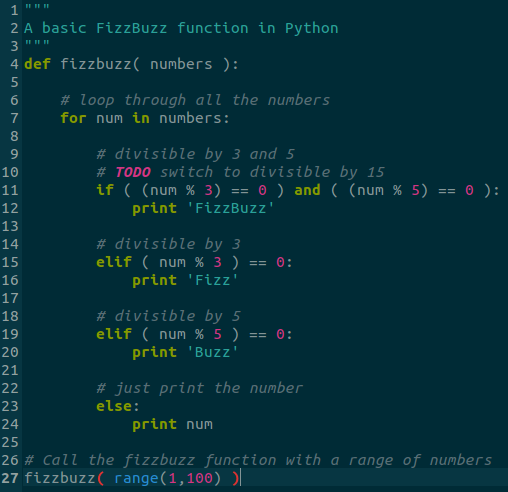 1 """
2 A basic FizzBuzz function in Python
3 """
4 def fizzbuzz( numbers ):
5
6     # loop through all the numbers
7     for num in numbers:
8
9         # divisible by 3 and 5
10         # TODO switch to divisible by 15
11         if ( (num % 3) == 0 ) and ( (num % 5) == 0 ):
12             print 'FizzBuzz'
13
14         # divisible by 3
15         elif ( num % 3 ) == 0:
16             print 'Fizz'
17
18         # divisible by 5
19         elif ( num % 5 ) == 0:
20             print 'Buzz'
21
22         # just print the number
23         else:
24             print num
25
26 # Call the fizzbuzz function with a range of numbers
27 fizzbuzz( range(1,100) )